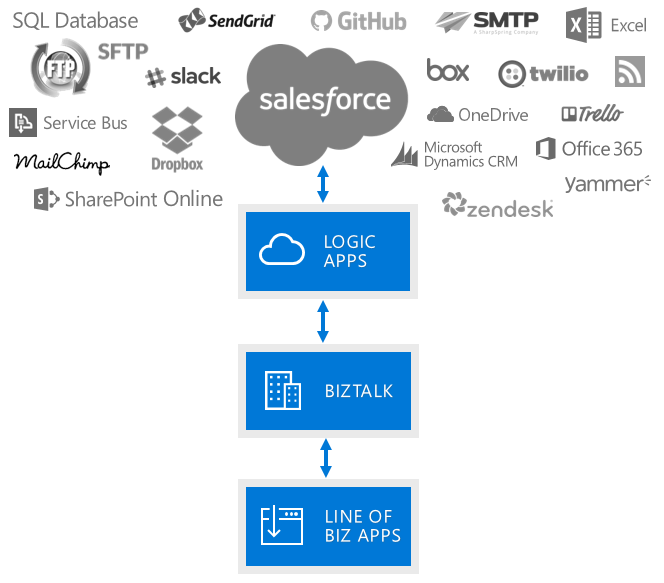 SQL Database
SendGrid
GitHub
SMTP
A SharpSpring Company
Excel
FTP
SFTP
slack
salesforce
box
twilio
Service Bus
Dropbox
OneDrive
Trello
MailChimp
Microsoft
Dynamics CRM
Office 365
SharePoint Online
yammer
zendesk
LOGIC
APPS
BIZTALK
LINE OF
BIZ APPS